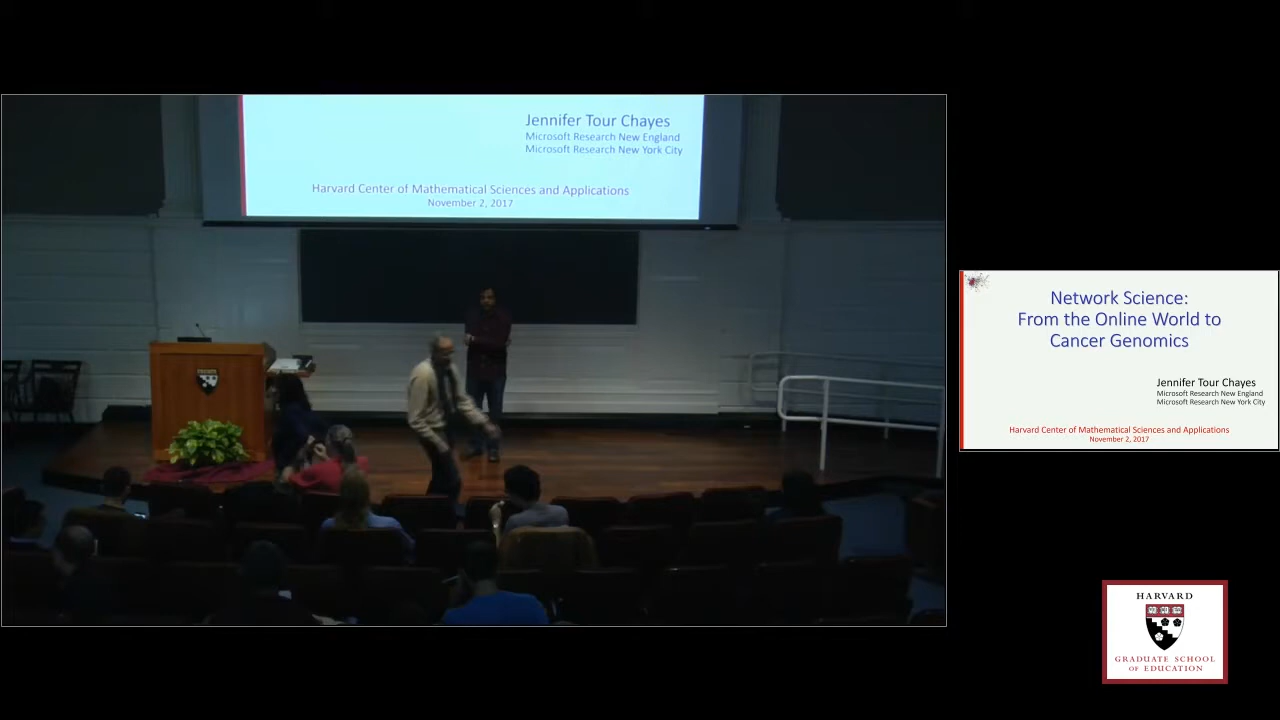 Jennifer Tour Chayes
Microsoft Research New England
Microsoft Research New York City
Harvard Center of Mathematical Sciences and Applications
November 2, 2017
Network Science:
From the Online World to
Cancer Genomics
Jennifer Tour Chayes
Microsoft Research New England
Microsoft Research New York City
Harvard Center of Mathematical Sciences and Applications
November 2, 2017
HARVARD
GRADUATE SCHOOL
OF EDUCATION